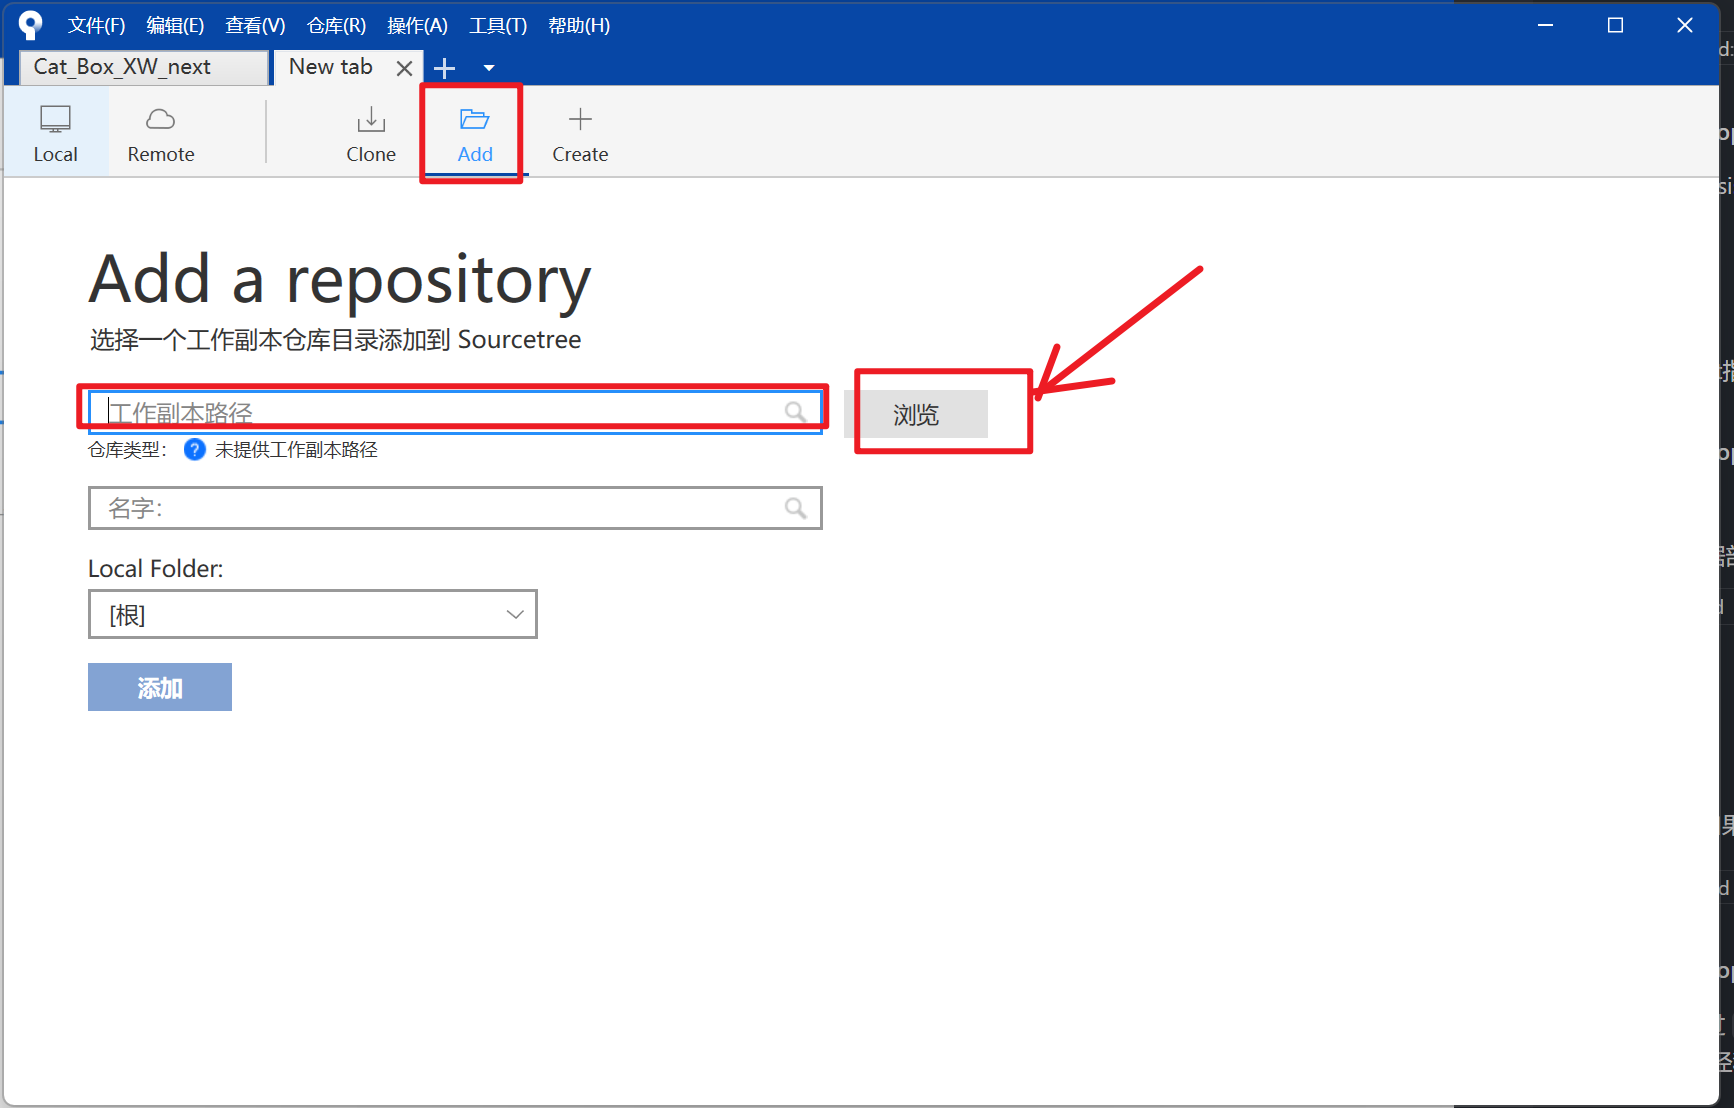 文件(F) 编辑(E) 查看(V) 仓库(R) 操作(A) 工具(T) 帮助(H)
Cat_Box_XW_next New tab
Local Remote Clone Add Create
Add a repository
选择一个工作副本仓库目录添加到 Sourcetree
工作副本路径 浏览
仓库类型: ? 未提供工作副本路径
名字:
Local Folder:
[根]
添加